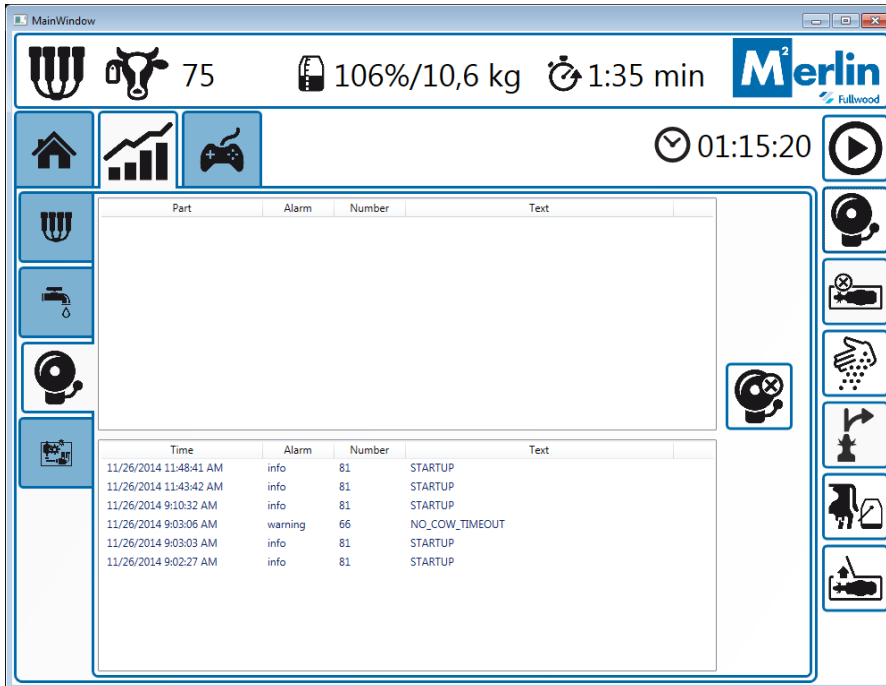 MainWindow
75 106%/10,6 kg 1:35 min M²erlin
Fullwood
01:15:20
Part Alarm Number Text
Time Alarm Number Text
11/26/2014 11:48:41 AM info 81 STARTUP
11/26/2014 11:43:42 AM info 81 STARTUP
11/26/2014 9:10:32 AM info 81 STARTUP
11/26/2014 9:03:06 AM warning 66 NO_COW_TIMEOUT
11/26/2014 9:03:03 AM info 81 STARTUP
11/26/2014 9:02:27 AM info 81 STARTUP